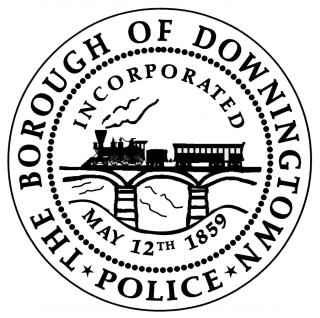 THE BOROUGH OF DOWNINGTOWN
★ POLICE ★
INCORPORATED
MAY 12TH 1859